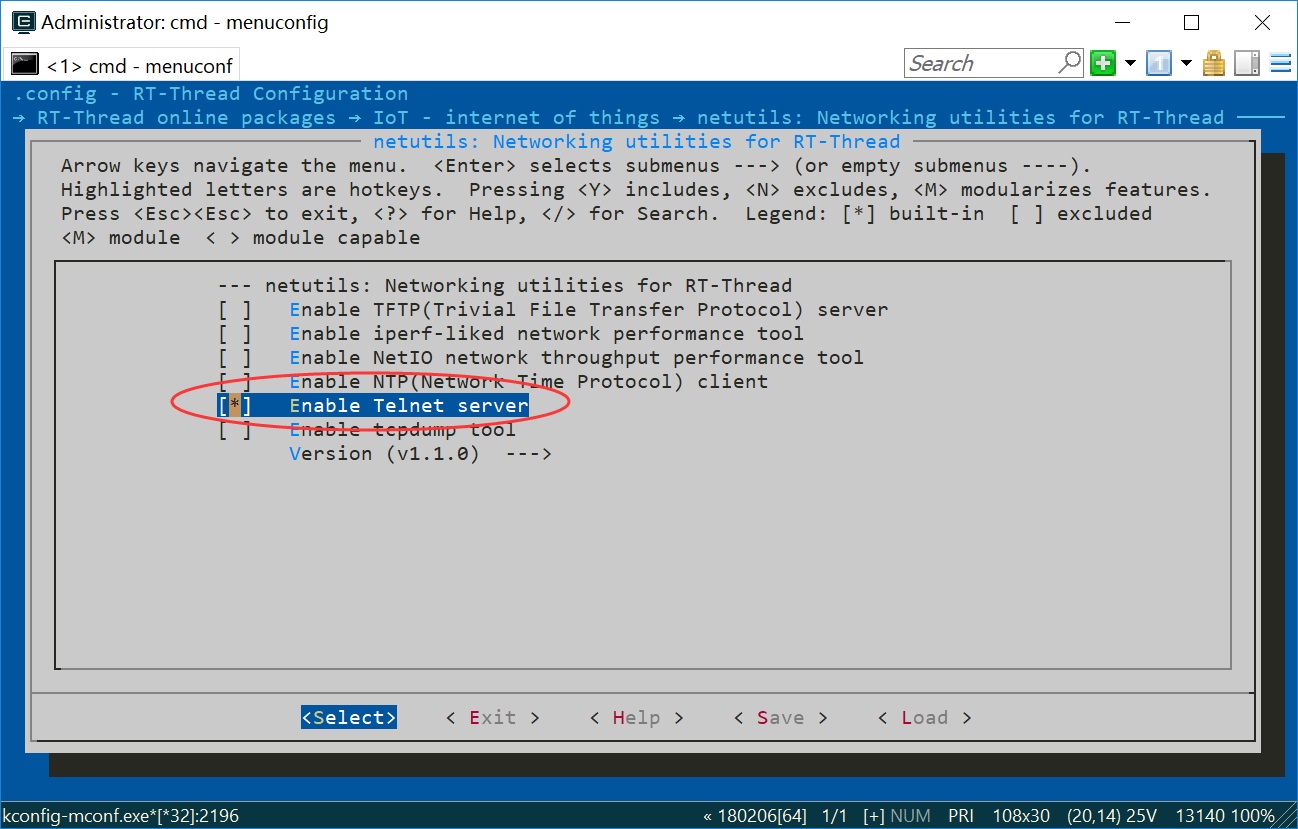 Administrator: cmd - menuconfig
<1> cmd - menuconf
Search
.config - RT-Thread Configuration
→ RT-Thread online packages → IoT - internet of things → netutils: Networking utilities for RT-Thread
netutils: Networking utilities for RT-Thread
Arrow keys navigate the menu.  <Enter> selects submenus ---> (or empty submenus ----).
Highlighted letters are hotkeys.  Pressing <Y> includes, <N> excludes, <M> modularizes features.
Press <Esc><Esc> to exit, <?> for Help, </> for Search.  Legend: [*] built-in  [ ] excluded
<M> module  < > module capable
--- netutils: Networking utilities for RT-Thread
[ ]   Enable TFTP(Trivial File Transfer Protocol) server
[ ]   Enable iperf-liked network performance tool
[ ]   Enable NetIO network throughput performance tool
[ ]   Enable NTP(Network Time Protocol) client
[*]   Enable Telnet server
[ ]   Enable tcpdump tool
Version (v1.1.0)  --->
<Select>    < Exit >    < Help >    < Save >    < Load >
kconfig-mconf.exe*[*32]:2196    « 180206[64]  1/1  [+] NUM  PRI  108x30  (20,14) 25V  13140 100%